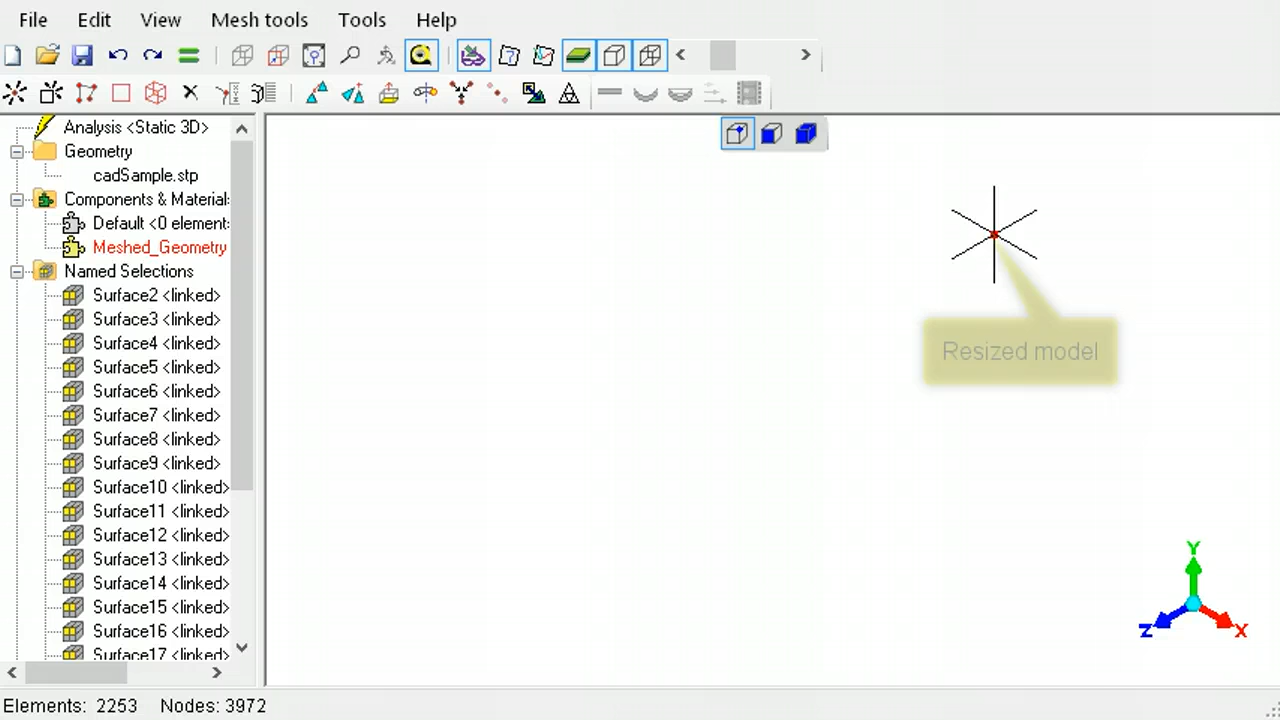 File Edit View Mesh tools Tools Help
Analysis <Static 3D>
Geometry
cadSample.stp
Components & Material
Default <0 element
Meshed_Geometry
Named Selections
Surface2 <linked>
Surface3 <linked>
Surface4 <linked>
Surface5 <linked>
Surface6 <linked>
Surface7 <linked>
Surface8 <linked>
Surface9 <linked>
Surface10 <linked>
Surface11 <linked>
Surface12 <linked>
Surface13 <linked>
Surface14 <linked>
Surface15 <linked>
Surface16 <linked>
Surface17 <linked>
Resized model
Y
Z X
Elements: 2253 Nodes: 3972